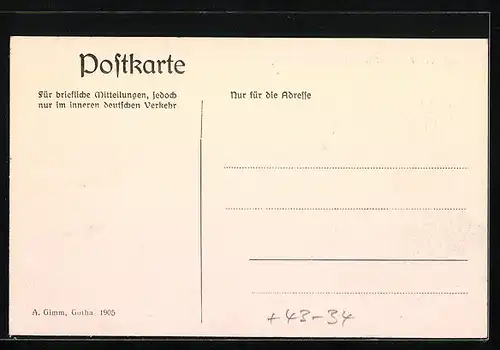 Postkarte
Für briefliche Mitteilungen, jedoch
nur im inneren deutschen Verkehr
Nur für die Adresse
A. Gimm, Gotha 1905
+ 43-34